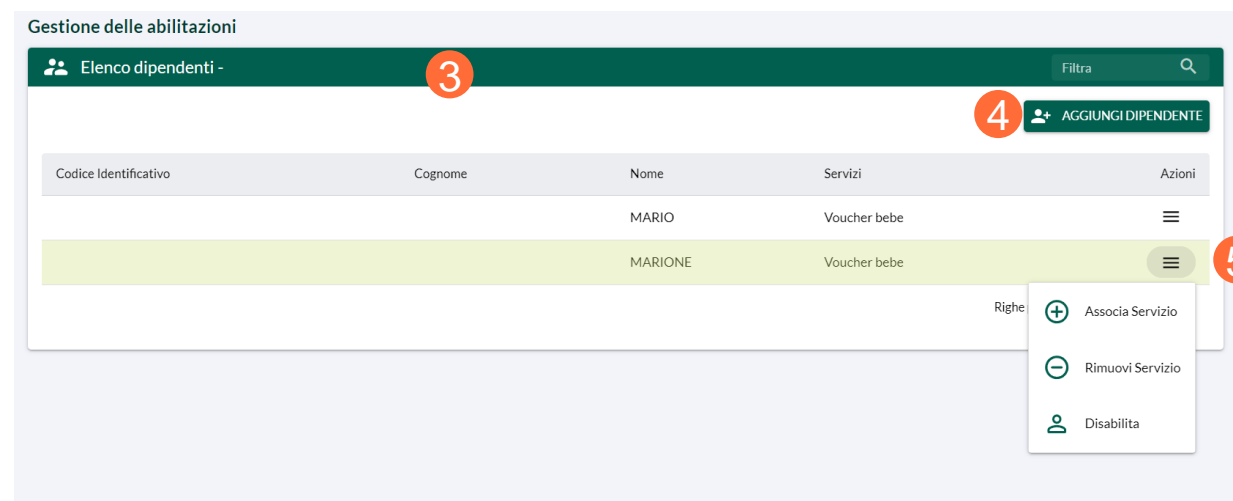 Gestione delle abilitazioni
Elenco dipendenti -
3
Filtra
4
AGGIUNGI DIPENDENTE
Codice Identificativo Cognome Nome Servizi Azioni
MARIO Voucher bebe
MARIONE Voucher bebe
5
Righe
Associa Servizio
Rimuovi Servizio
Disabilita